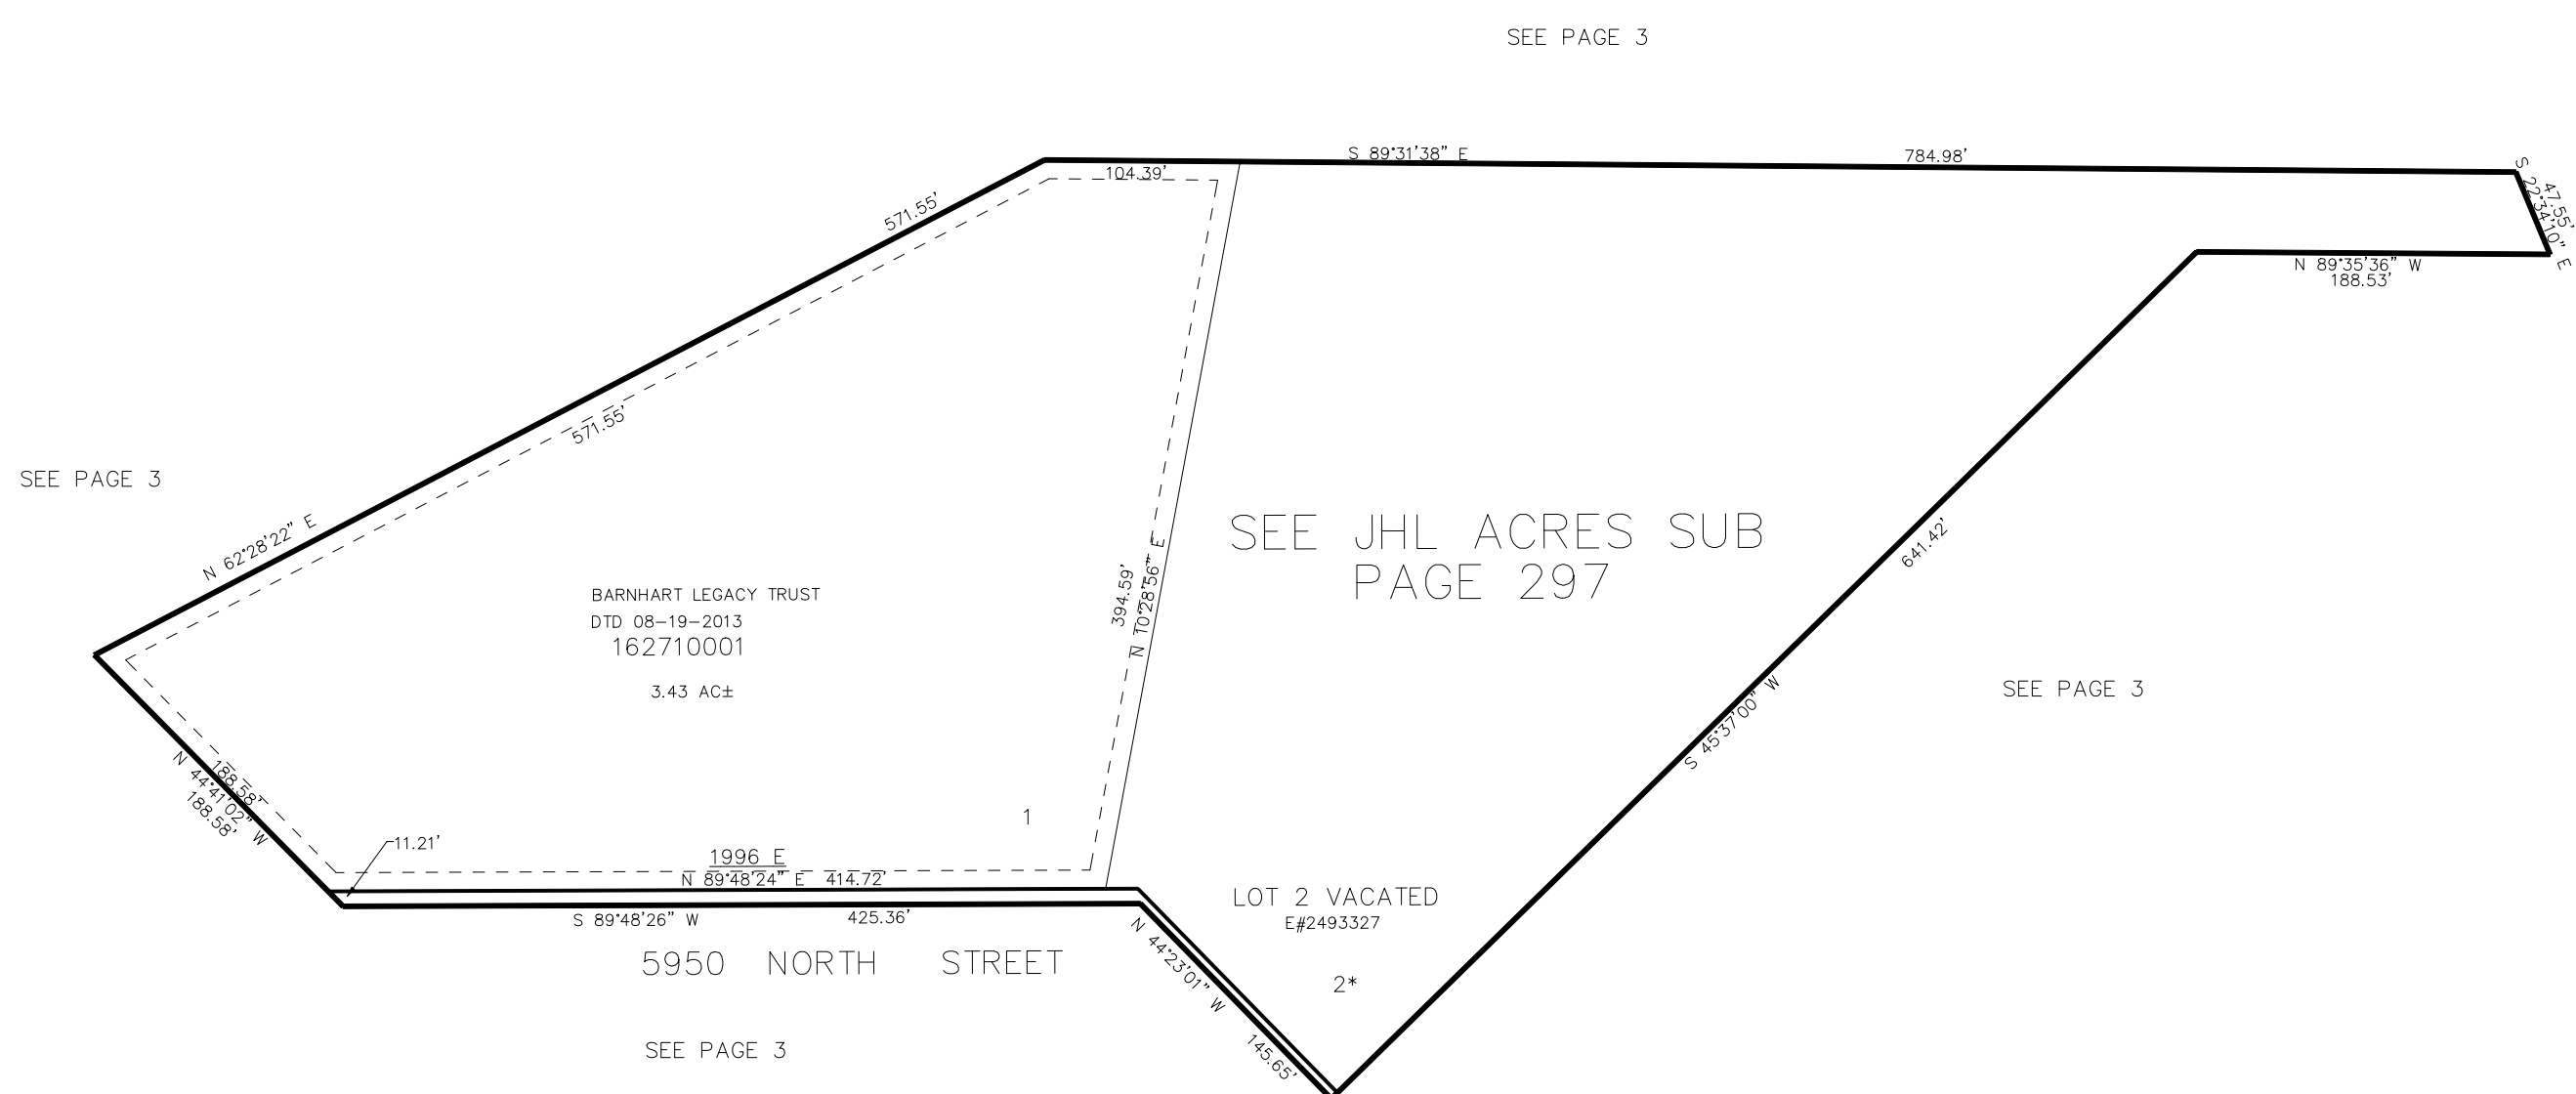 SEE PAGE 3
S 89°31'38" E
784.98'
104.39'
S 22°34'10" E
47.55'
571.55'
N 89°35'36" W
188.53'
571.55'
SEE PAGE 3
N 62°28'22" E
SEE JHL ACRES SUB
PAGE 297
641.42'
394.59'
N 10°28'56" E
BARNHART LEGACY TRUST
DTD 08-19-2013
162710001
3.43 AC±
SEE PAGE 3
S 45°37'00" W
188.58'
N 44°41'02" W
188.58'
1
11.21'
1996 E
N 89°48'24" E 414.72'
S 89°48'26" W
425.36'
LOT 2 VACATED
E#2493327
5950 NORTH STREET
N 44°23'01" W
145.65'
2*
SEE PAGE 3